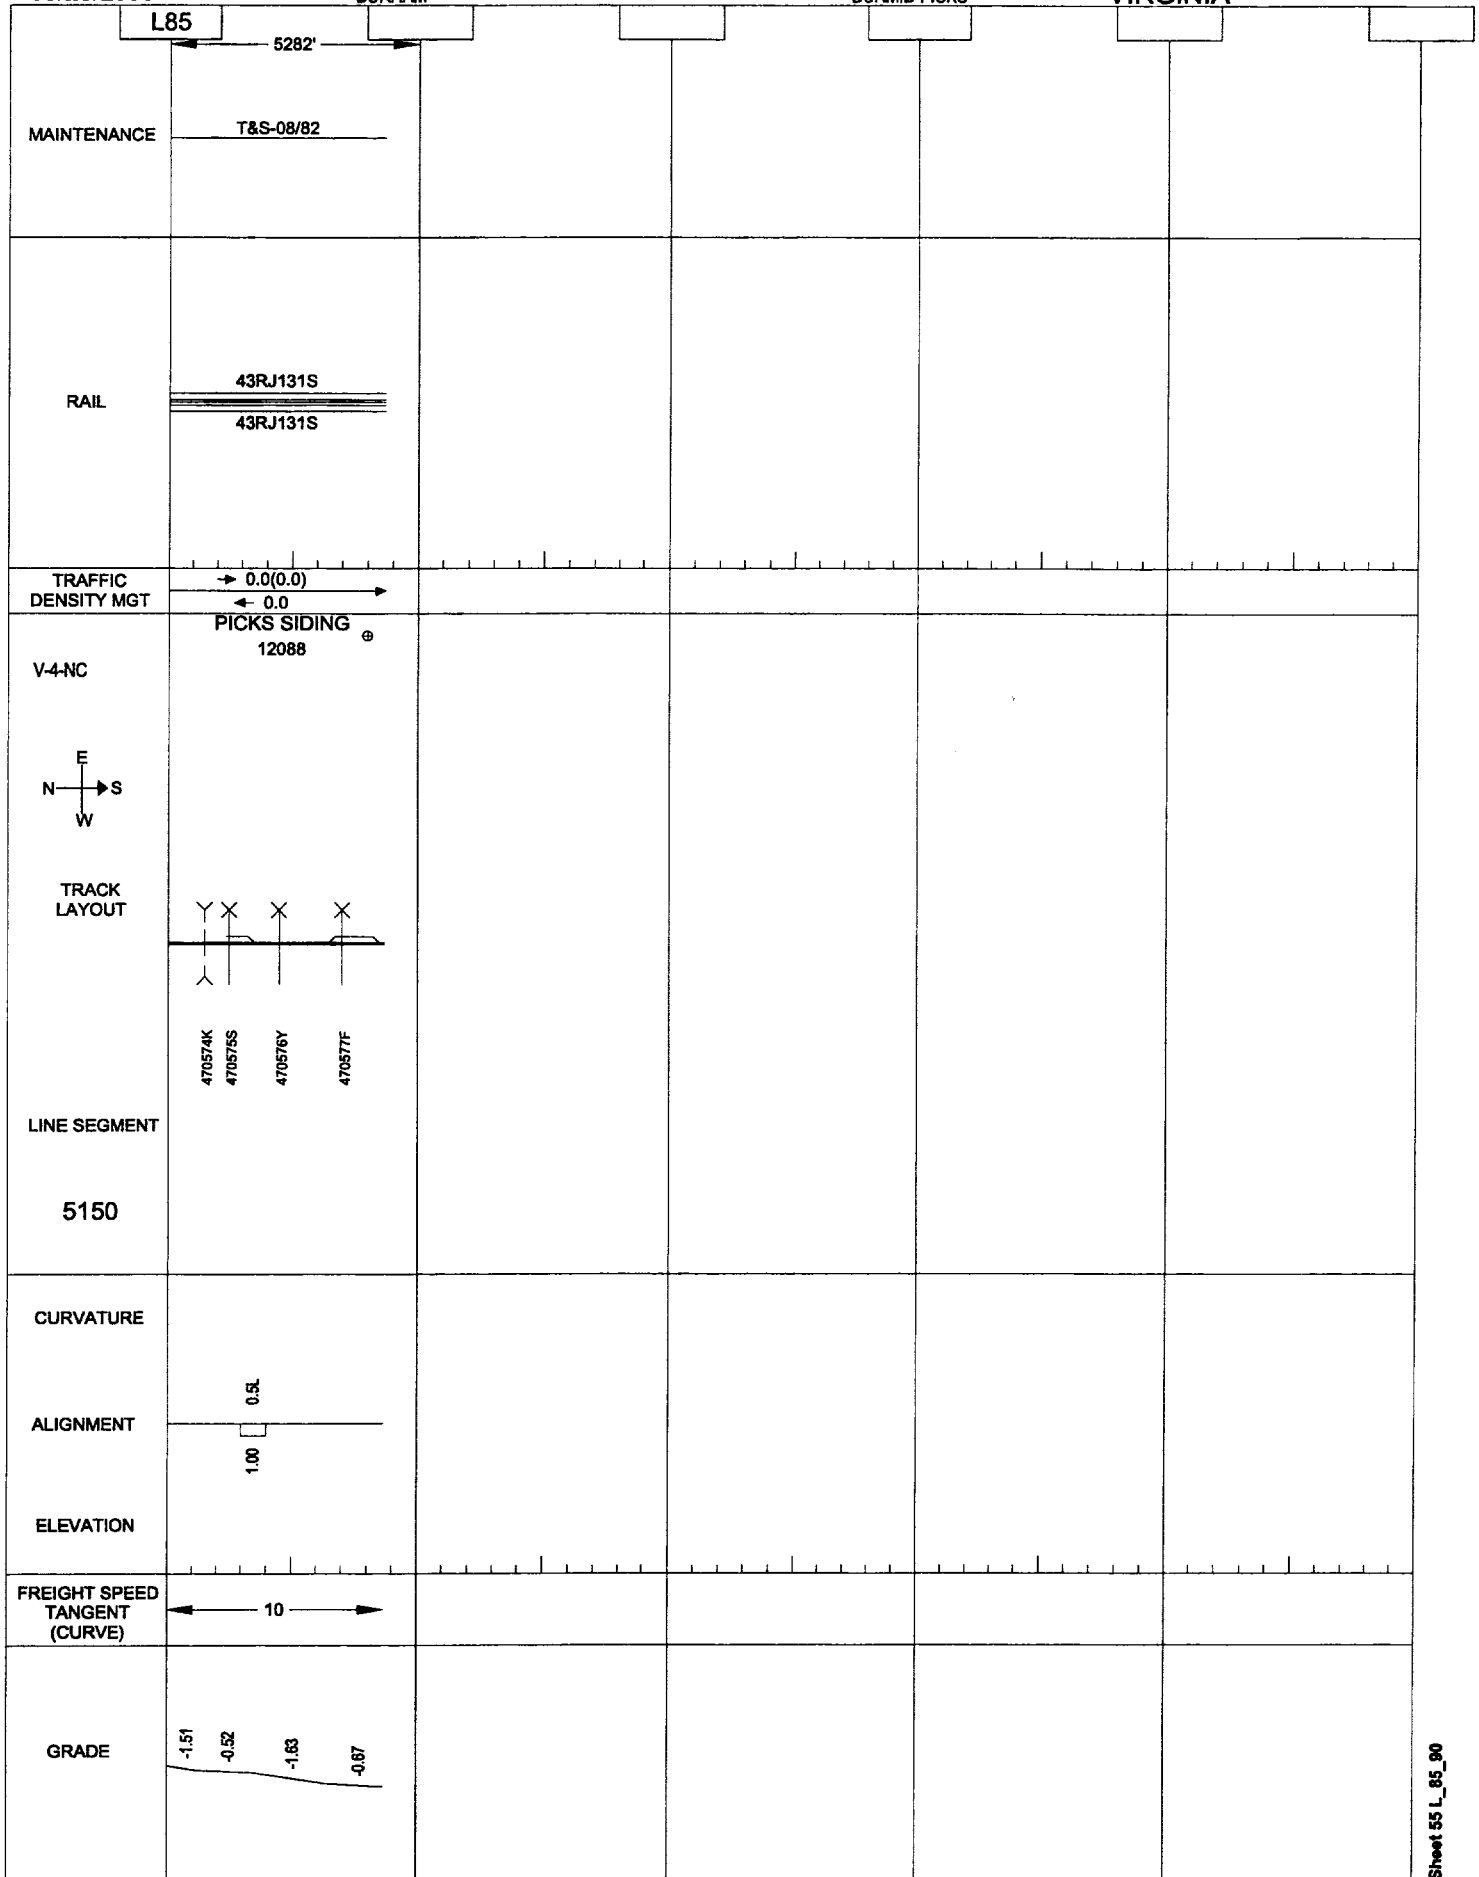 VIRGINIA
L85
5282'
MAINTENANCE
T&S-08/82
RAIL
43RJ131S
43RJ131S
TRAFFIC
DENSITY MGT
0.0(0.0)
0.0
PICKS SIDING
12088
V-4-NC
E
N S
W
TRACK
LAYOUT
470574K
470575S
470576Y
470577F
LINE SEGMENT
5150
CURVATURE
0.5L
ALIGNMENT
1.00
ELEVATION
FREIGHT SPEED
TANGENT
(CURVE)
10
GRADE
-1.51
-0.52
-1.63
-0.67
Sheet 55 L_85_90